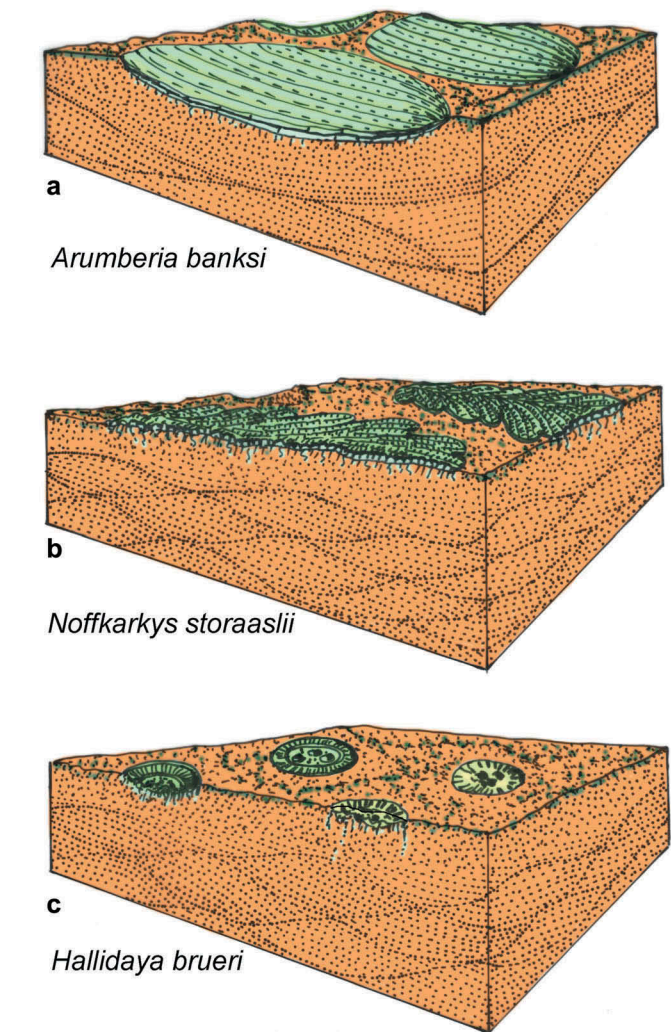 a
Arumberia banksi
b
Noffkarkys storaaslii
c
Hallidaya brueri